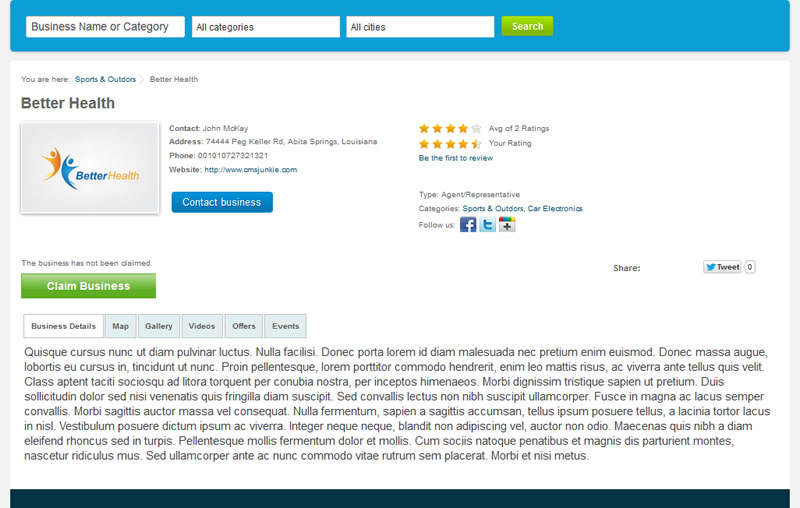 Business Name or Category
All categories
All cities
Search
You are here: Sports & Outdors Better Health
Better Health
BetterHealth
Contact: John McKay
Address: 74444 Peg Keller Rd, Abita Springs, Louisiana
Phone: 001010727321321
Website: http://www.cmsjunkie.com
Contact business
Avg of 2 Ratings
Your Rating
Be the first to review
Type: Agent/Representative
Categories: Sports & Outdors, Car Electronics
Follow us:
The business has not been claimed
Claim Business
Share:
Tweet 0
Business Details Map Gallery Videos Offers Events
Quisque cursus nunc ut diam pulvinar luctus. Nulla facilisi. Donec porta lorem id diam malesuada nec pretium enim euismod. Donec massa augue,
lobortis eu cursus in, tincidunt ut nunc. Proin pellentesque, lorem porttitor commodo hendrerit, enim leo mattis risus, ac viverra ante tellus quis velit.
Class aptent taciti sociosqu ad litora torquent per conubia nostra, per inceptos himenaeos. Morbi dignissim tristique sapien ut pretium. Duis
sollicitudin dolor sed nisi venenatis quis fringilla diam suscipit. Sed convallis lectus non nibh suscipit ullamcorper. Fusce in magna ac lacus semper
convallis. Morbi sagittis auctor massa vel consequat. Nulla fermentum, sapien a sagittis accumsan, tellus ipsum posuere tellus, a lacinia tortor lacus
in nisl. Vestibulum posuere dictum ipsum ac viverra. Integer neque neque, blandit non adipiscing vel, auctor non odio. Maecenas quis nibh a diam
eleifend rhoncus sed in turpis. Pellentesque mollis fermentum dolor et mollis. Cum sociis natoque penatibus et magnis dis parturient montes,
nascetur ridiculus mus. Sed ullamcorper ante ac nunc commodo vitae rutrum sem placerat. Morbi et nisi metus.